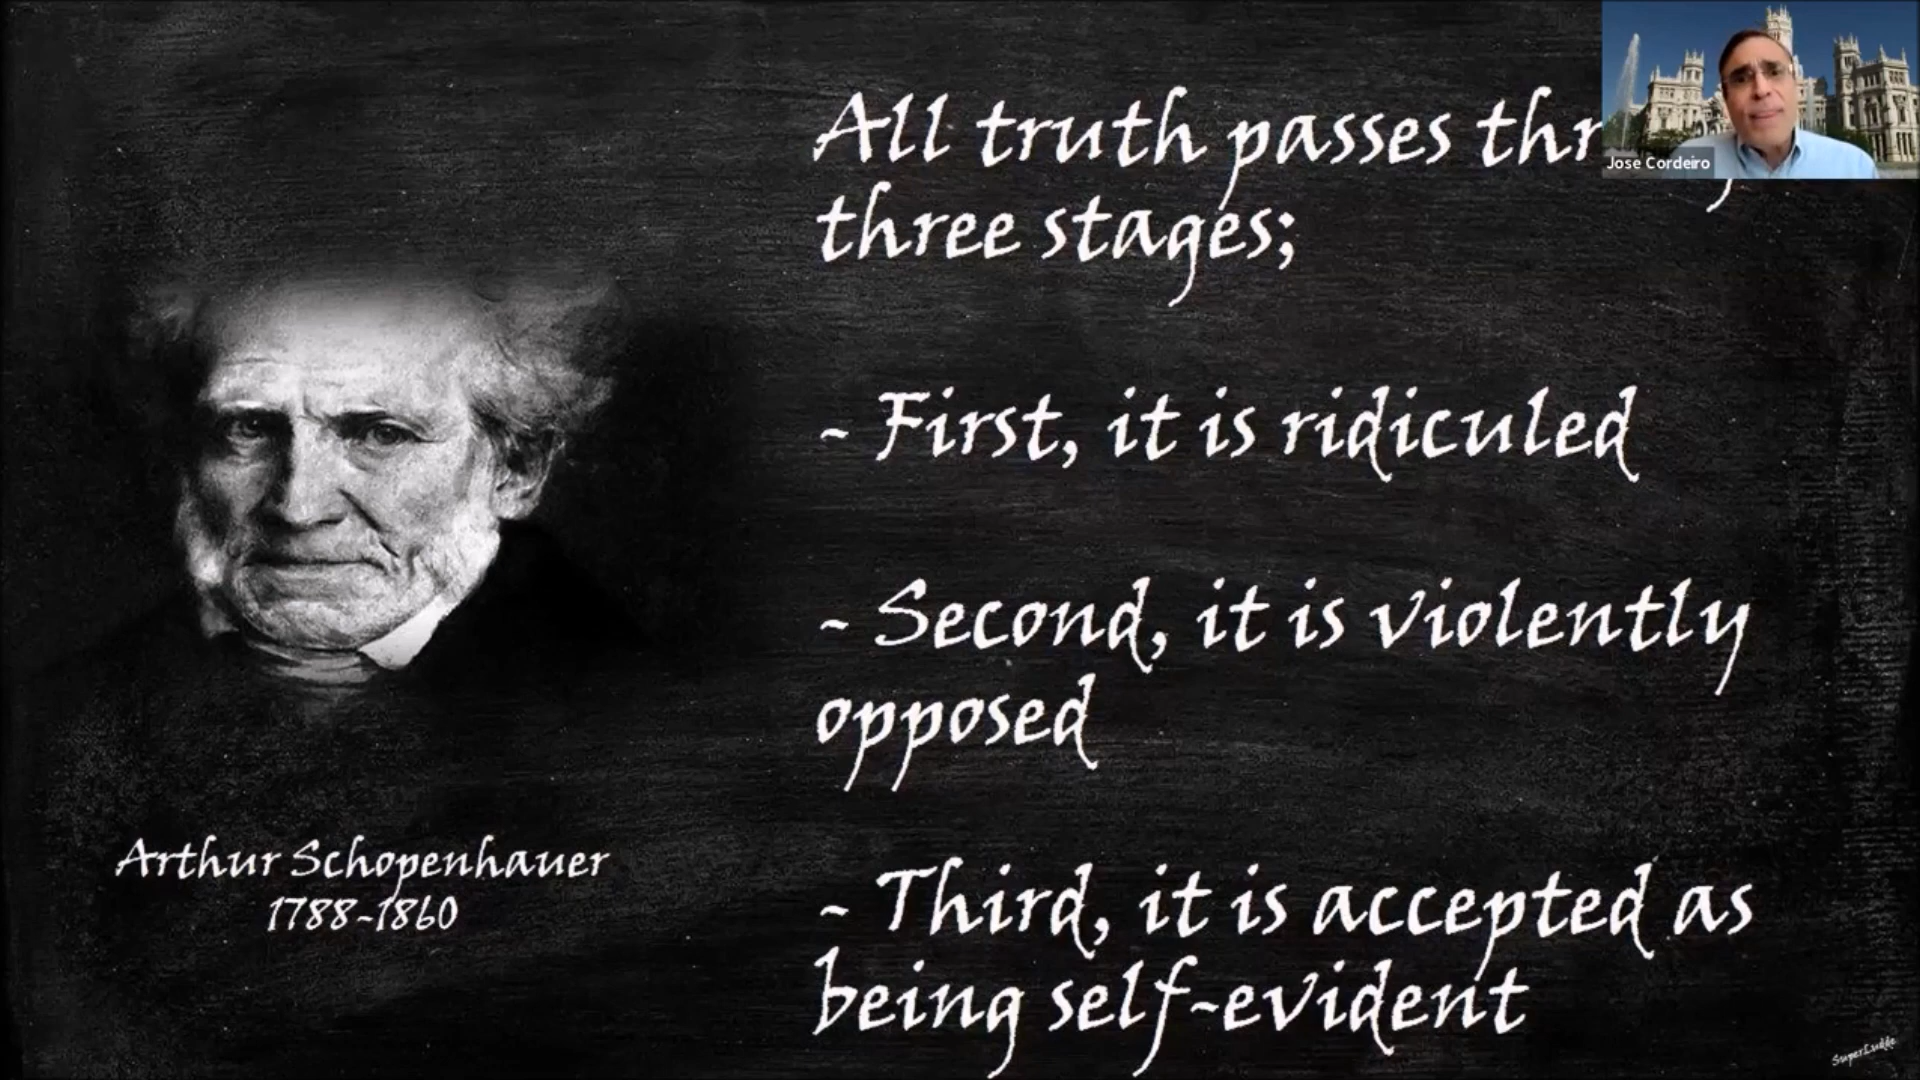 All truth passes thr
three stages;
- First, it is ridiculed
- Second, it is violently
opposed
- Third, it is accepted as
being self-evident
Arthur Schopenhauer
1788-1860
Jose Cordeiro
SuperLudde